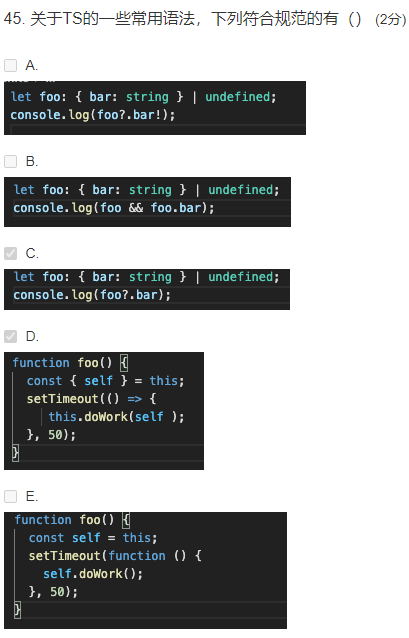 45. 关于TS的一些常用语法，下列符合规范的有（） (2分)
A.
let foo: { bar: string } | undefined;
console.log(foo?.bar!);
B.
let foo: { bar: string } | undefined;
console.log(foo && foo.bar);
C.
let foo: { bar: string } | undefined;
console.log(foo?.bar);
D.
function foo() {
const { self } = this;
setTimeout(() => {
this.doWork(self );
}, 50);
}
E.
function foo() {
const self = this;
setTimeout(function () {
self.doWork();
}, 50);
}